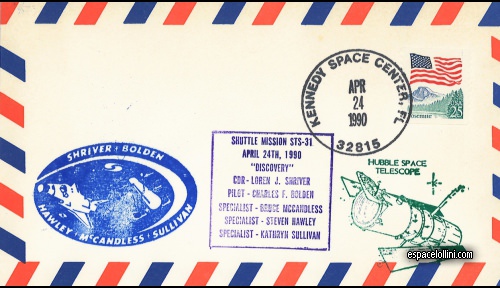 KENNEDY SPACE CENTER, FL
APR
24
1990
32815
25
SHUTTLE MISSION STS-31
APRIL 24TH, 1990
"DISCOVERY"
CDR - LOREN J. SHRIVER
PILOT - CHARLES F. BOLDEN
SPECIALIST - BRUCE MCCANDLESS
SPECIALIST - STEVEN HAWLEY
SPECIALIST - KATHRYN SULLIVAN
SHRIVER · BOLDEN
HAWLEY · McCANDLESS · SULLIVAN
HUBBLE SPACE
TELESCOPE
espacelollini.com